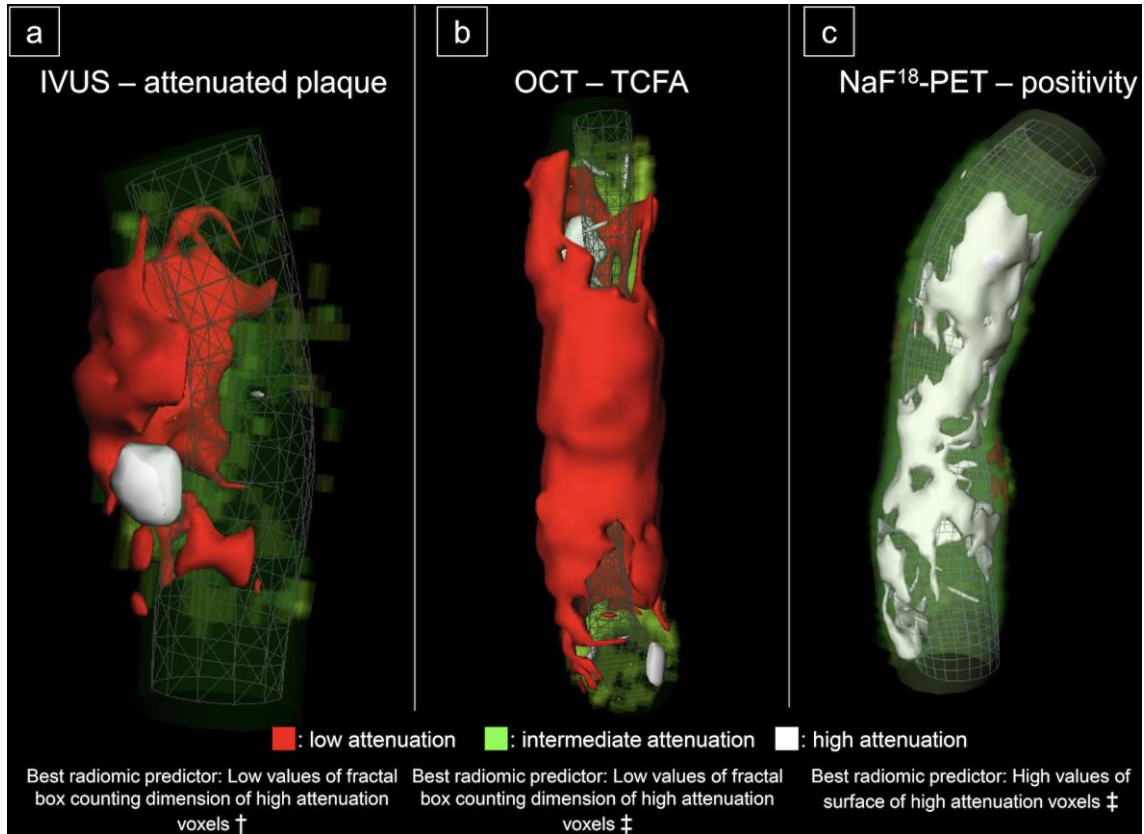 a
IVUS – attenuated plaque
b
OCT – TCFA
c
NaF¹⁸-PET – positivity
: low attenuation
: intermediate attenuation
: high attenuation
Best radiomic predictor: Low values of fractal
box counting dimension of high attenuation
voxels †
Best radiomic predictor: Low values of fractal
box counting dimension of high attenuation
voxels ‡
Best radiomic predictor: High values of
surface of high attenuation voxels ‡